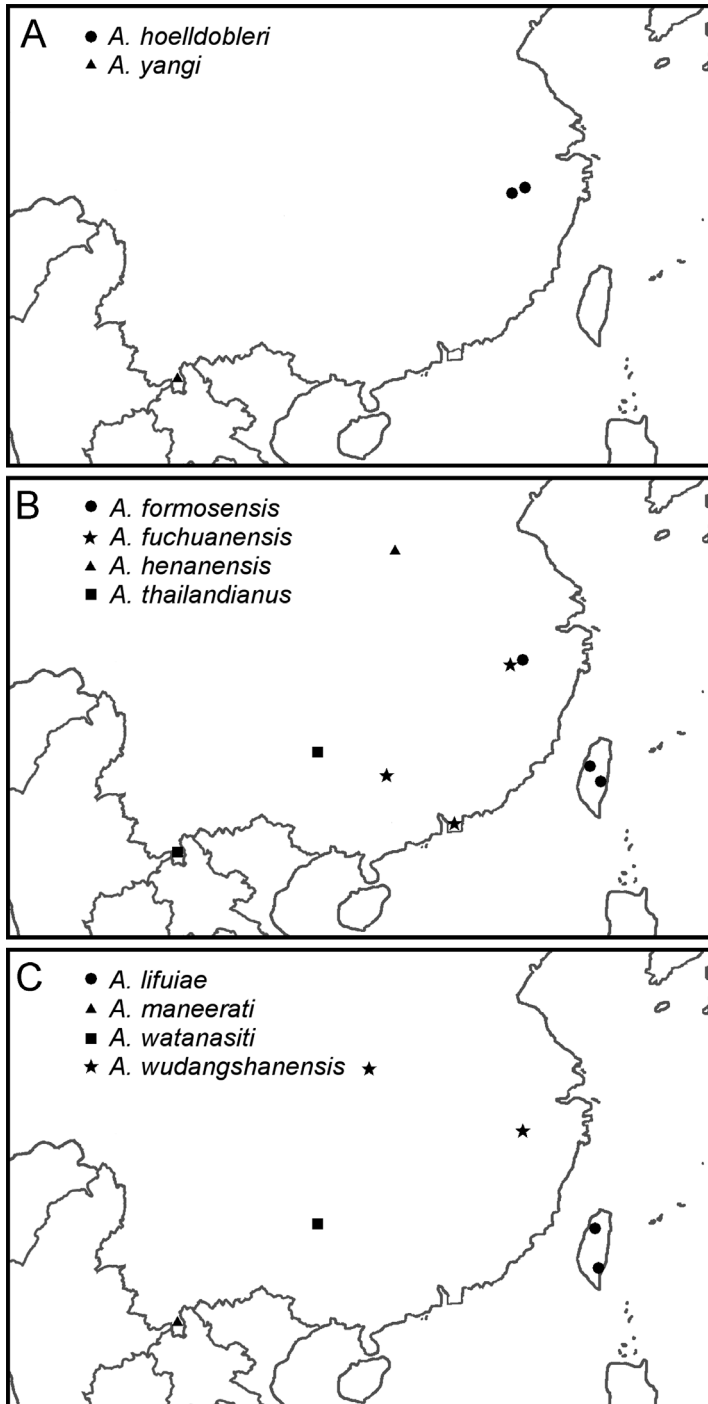 A
A. hoelldobleri
A. yangi
B
A. formosensis
A. fuchuanensis
A. henanensis
A. thailandianus
C
A. lifuiae
A. maneerati
A. watanasiti
A. wudangshanensis